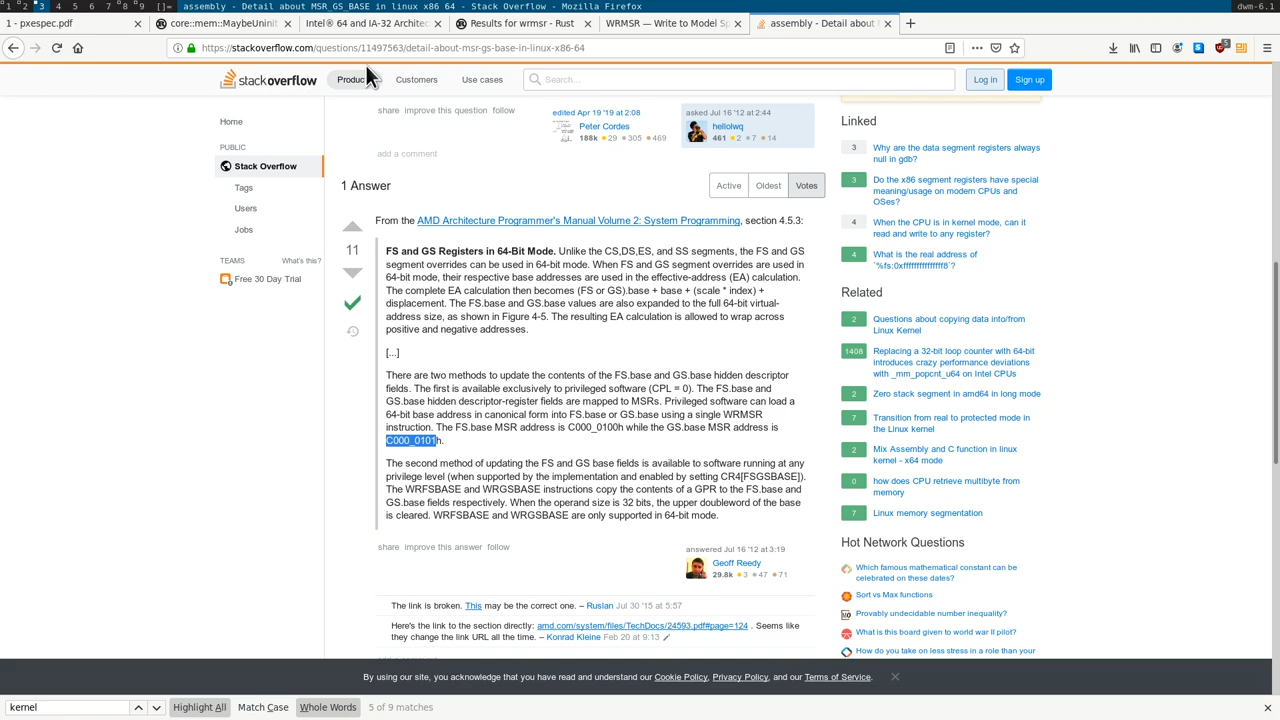 1 2 3 4 5 6 7 8 9 []= assembly - Detail about MSR_GS_BASE in linux x86 64 - Stack Overflow - Mozilla Firefox dwm-6.1
1 - pxespec.pdf
core::mem::MaybeUninit
Intel® 64 and IA-32 Architec
Results for wrmsr - Rust
WRMSR — Write to Model Sp
assembly - Detail about M
https://stackoverflow.com/questions/11497563/detail-about-msr-gs-base-in-linux-x86-64
stackoverflow
Produc
Customers
Use cases
Search...
Log in
Sign up
Home
PUBLIC
Stack Overflow
Tags
Users
Jobs
TEAMS What's this?
Free 30 Day Trial
share improve this question follow
edited Apr 19 '19 at 2:08
Peter Cordes
188k 29 305 469
asked Jul 16 '12 at 2:44
hellolwq
461 2 7 14
add a comment
1 Answer
Active Oldest Votes
11
From the AMD Architecture Programmer's Manual Volume 2: System Programming, section 4.5.3:
FS and GS Registers in 64-Bit Mode. Unlike the CS,DS,ES, and SS segments, the FS and GS
segment overrides can be used in 64-bit mode. When FS and GS segment overrides are used in
64-bit mode, their respective base addresses are used in the effective-address (EA) calculation.
The complete EA calculation then becomes (FS or GS).base + base + (scale * index) +
displacement. The FS.base and GS.base values are also expanded to the full 64-bit virtual-
address size, as shown in Figure 4-5. The resulting EA calculation is allowed to wrap across
positive and negative addresses.
[...]
There are two methods to update the contents of the FS.base and GS.base hidden descriptor
fields. The first is available exclusively to privileged software (CPL = 0). The FS.base and
GS.base hidden descriptor-register fields are mapped to MSRs. Privileged software can load a
64-bit base address in canonical form into FS.base or GS.base using a single WRMSR
instruction. The FS.base MSR address is C000_0100h while the GS.base MSR address is
C000_0101h.
The second method of updating the FS and GS base fields is available to software running at any
privilege level (when supported by the implementation and enabled by setting CR4[FSGSBASE]).
The WRFSBASE and WRGSBASE instructions copy the contents of a GPR to the FS.base and
GS.base fields respectively. When the operand size is 32 bits, the upper doubleword of the base
is cleared. WRFSBASE and WRGSBASE are only supported in 64-bit mode.
share improve this answer follow
answered Jul 16 '12 at 3:19
Geoff Reedy
29.8k 3 47 71
The link is broken. This may be the correct one. – Ruslan Jul 30 '15 at 5:57
Here's the link to the section directly: amd.com/system/files/TechDocs/24593.pdf#page=124 . Seems like
they change the link URL all the time. – Konrad Kleine Feb 20 at 9:13
Linked
3 Why are the data segment registers always
null in gdb?
3 Do the x86 segment registers have special
meaning/usage on modern CPUs and
OSes?
4 When the CPU is in kernel mode, can it
read and write to any register?
4 What is the real address of
`%fs:0xfffffffffffffff8`?
Related
2 Questions about copying data into/from
Linux Kernel
1408 Replacing a 32-bit loop counter with 64-bit
introduces crazy performance deviations
with _mm_popcnt_u64 on Intel CPUs
2 Zero stack segment in amd64 in long mode
7 Transition from real to protected mode in
the Linux kernel
2 Mix Assembly and C function in linux
kernel - x64 mode
0 how does CPU retrieve multibyte from
memory
7 Linux memory segmentation
Hot Network Questions
Which famous mathematical constant can be
celebrated on these dates?
Sort vs Max functions
Provably undecidable number inequality?
What is this board given to world war II pilot?
How do you take on less stress in a role than your
By using our site, you acknowledge that you have read and understand our Cookie Policy, Privacy Policy, and our Terms of Service.
kernel
Highlight All Match Case Whole Words 5 of 9 matches